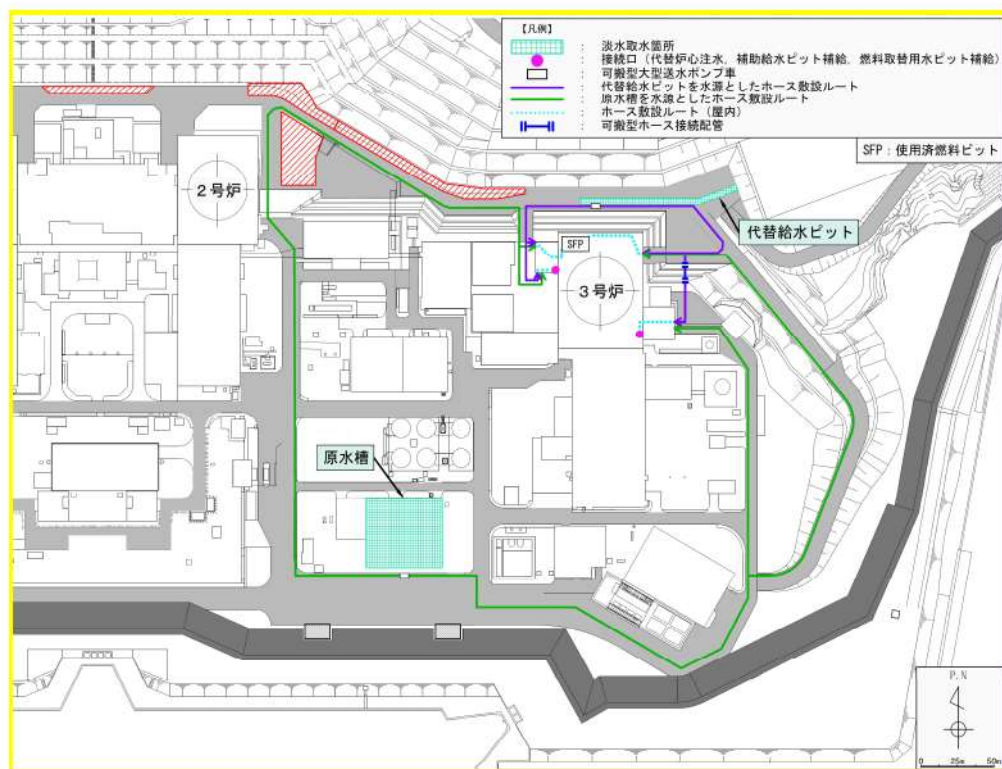 【凡例】
： 淡水取水箇所
： 接続口（代替炉心注水，補助給水ピット補給，燃料取替用水ピット補給）
： 可搬型大型送水ポンプ車
： 代替給水ピットを水源としたホース敷設ルート
： 原水槽を水源としたホース敷設ルート
： ホース敷設ルート（屋内）
： 可搬型ホース接続配管
SFP：使用済燃料ピット
2号炉
代替給水ピット
SFP
3号炉
原水槽
P.N
0 25m 50m